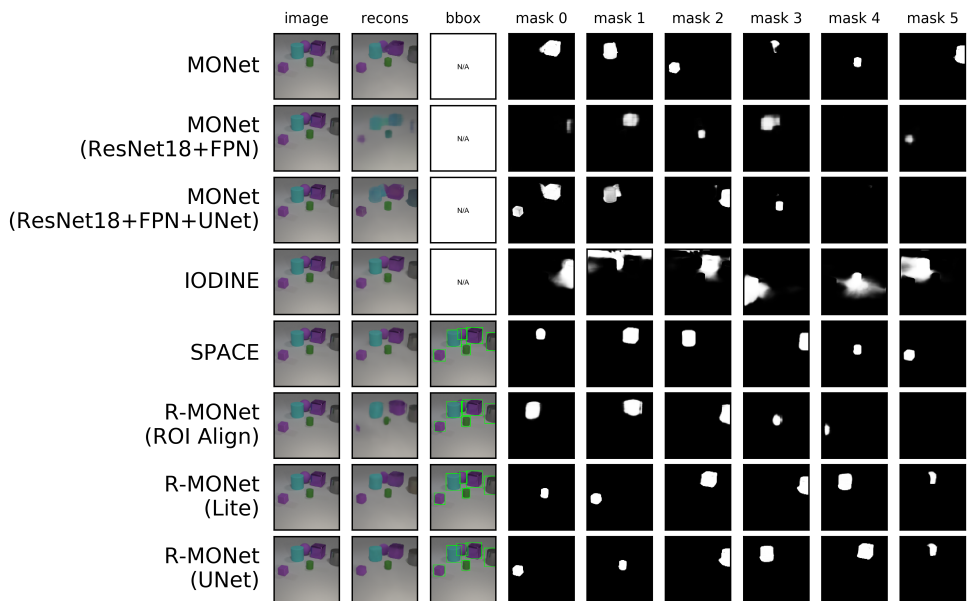 image recons bbox mask 0 mask 1 mask 2 mask 3 mask 4 mask 5
MONet
N/A
MONet
(ResNet18+FPN)
N/A
MONet
(ResNet18+FPN+UNet)
N/A
IODINE
N/A
SPACE
R-MONet
(ROI Align)
R-MONet
(Lite)
R-MONet
(UNet)